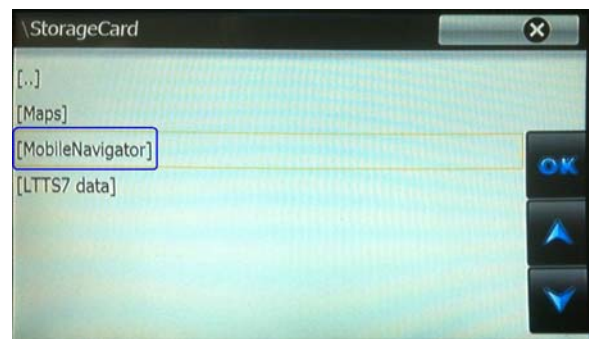 \StorageCard
[..]
[Maps]
[MobileNavigator]
[LTTS7 data]
OK